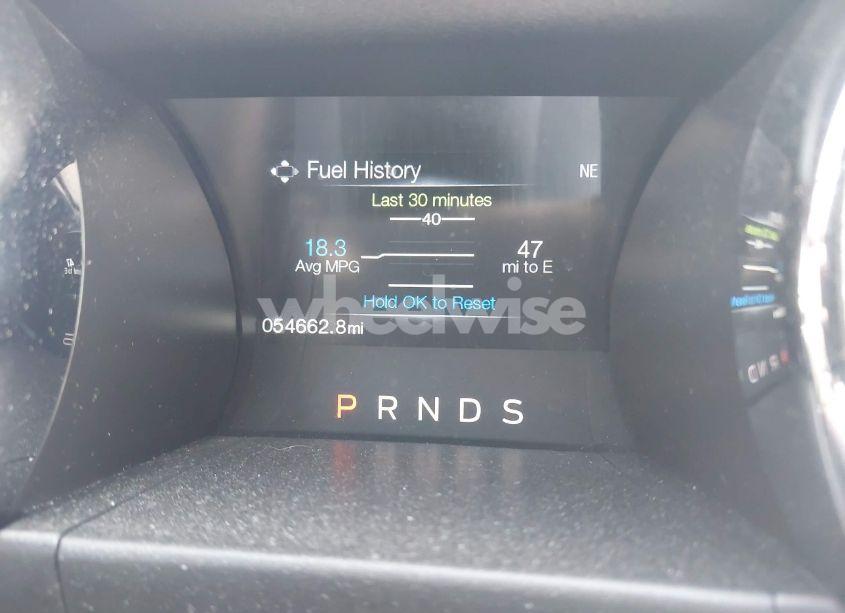 Fuel History NE
Last 30 minutes
40
18.3 47
Avg MPG mi to E
Hold OK to Reset
wheelwise
054662.8mi
P R N D S